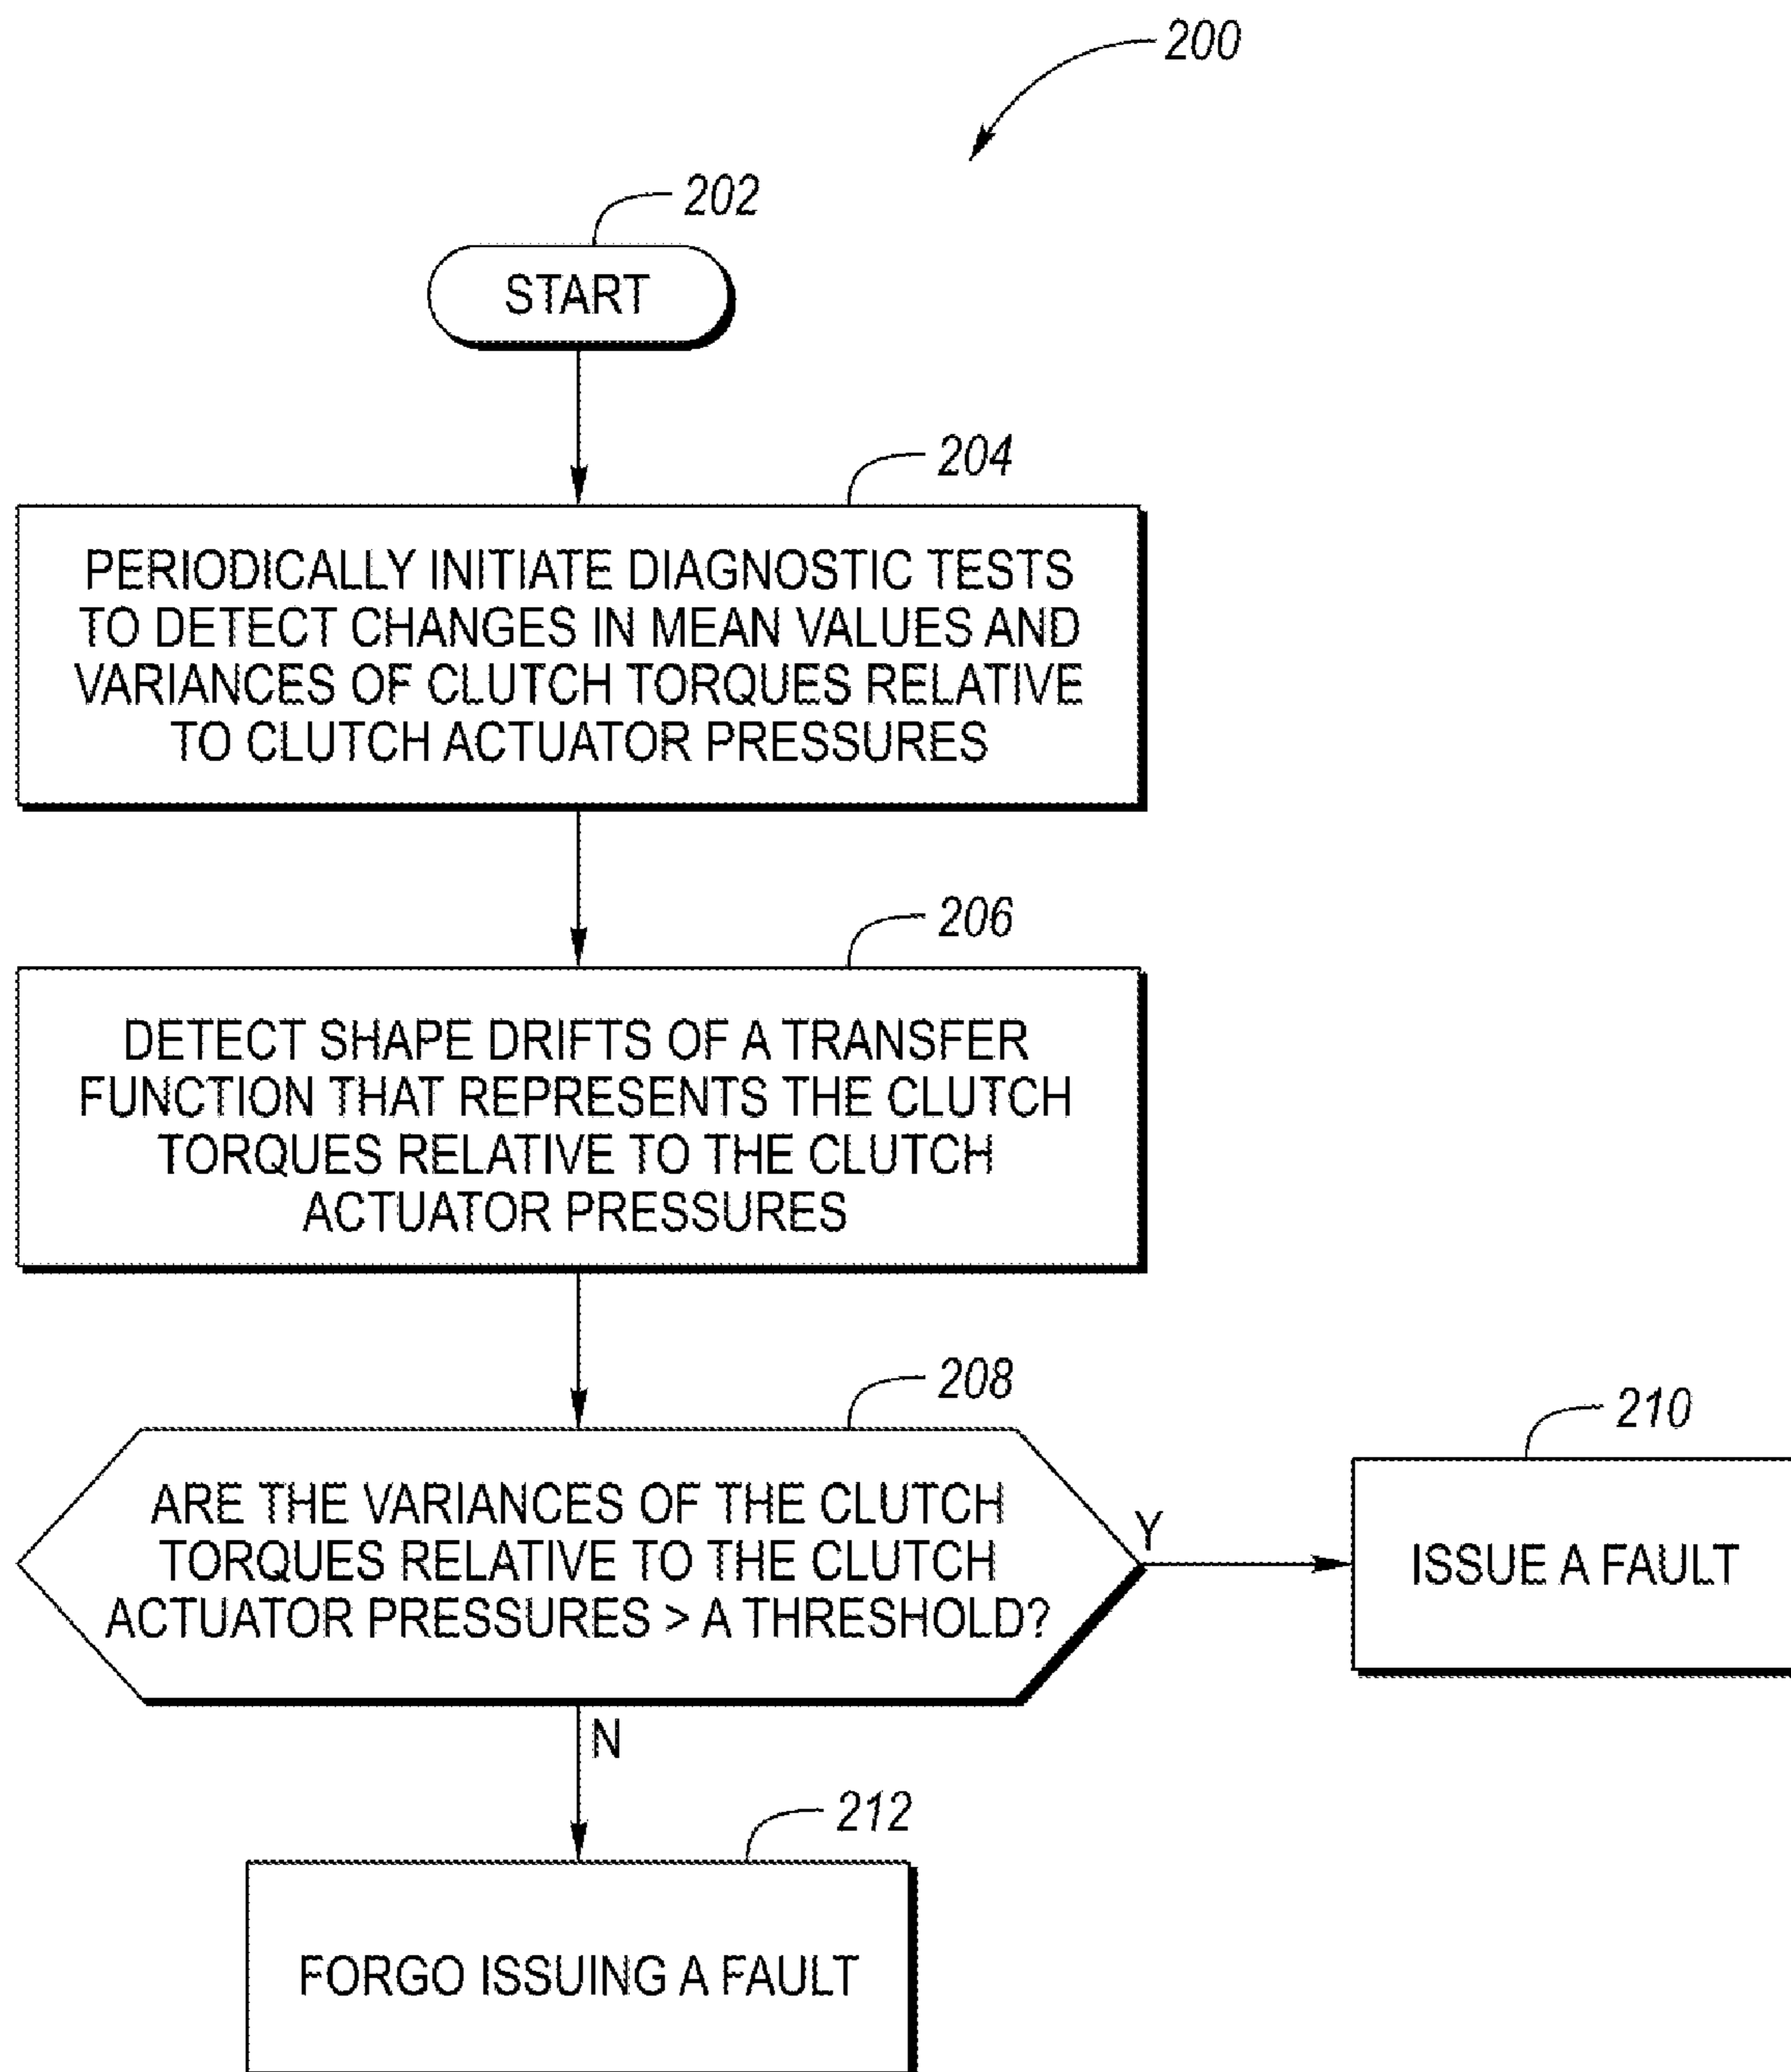 200
202
START
204
PERIODICALLY INITIATE DIAGNOSTIC TESTS
TO DETECT CHANGES IN MEAN VALUES AND
VARIANCES OF CLUTCH TORQUES RELATIVE
TO CLUTCH ACTUATOR PRESSURES
206
DETECT SHAPE DRIFTS OF A TRANSFER
FUNCTION THAT REPRESENTS THE CLUTCH
TORQUES RELATIVE TO THE CLUTCH
ACTUATOR PRESSURES
208
ARE THE VARIANCES OF THE CLUTCH
TORQUES RELATIVE TO THE CLUTCH
ACTUATOR PRESSURES > A THRESHOLD?
Y
210
ISSUE A FAULT
N
212
FORGO ISSUING A FAULT